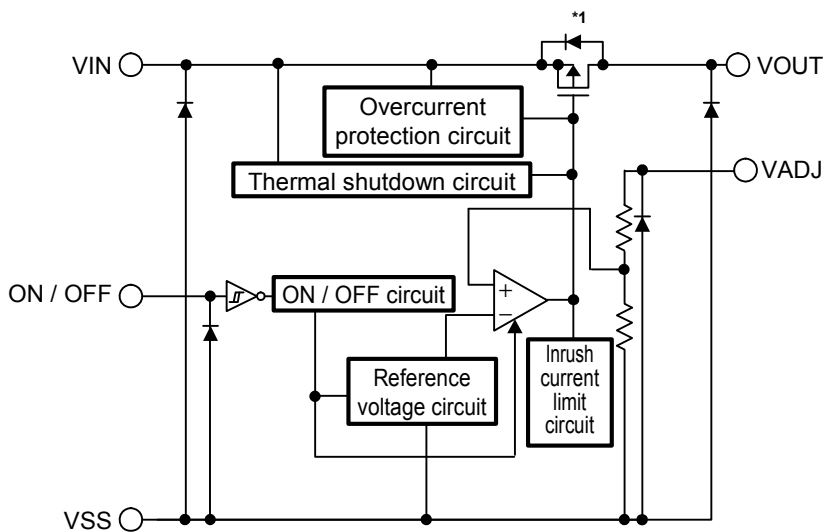 *1
VIN
VOUT
Overcurrent
protection circuit
Thermal shutdown circuit
VADJ
ON / OFF
ON / OFF circuit
+
−
Reference
voltage circuit
Inrush
current
limit
circuit
VSS